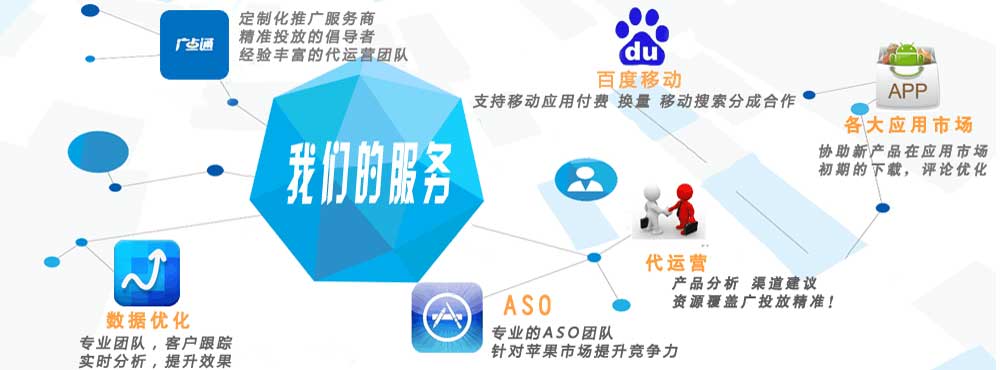 广点通
定制化推广服务商
精准投放的倡导者
经验丰富的代运营团队
du
百度移动
支持移动应用付费 换量 移动搜索分成合作
APP
各大应用市场
协助新产品在应用市场
初期的下载，评论优化
我们的服务
代运营
产品分析 渠道建议
资源覆盖广投放精准！
ASO
专业的ASO团队
针对苹果市场提升竞争力
数据优化
专业团队，客户跟踪
实时分析，提升效果